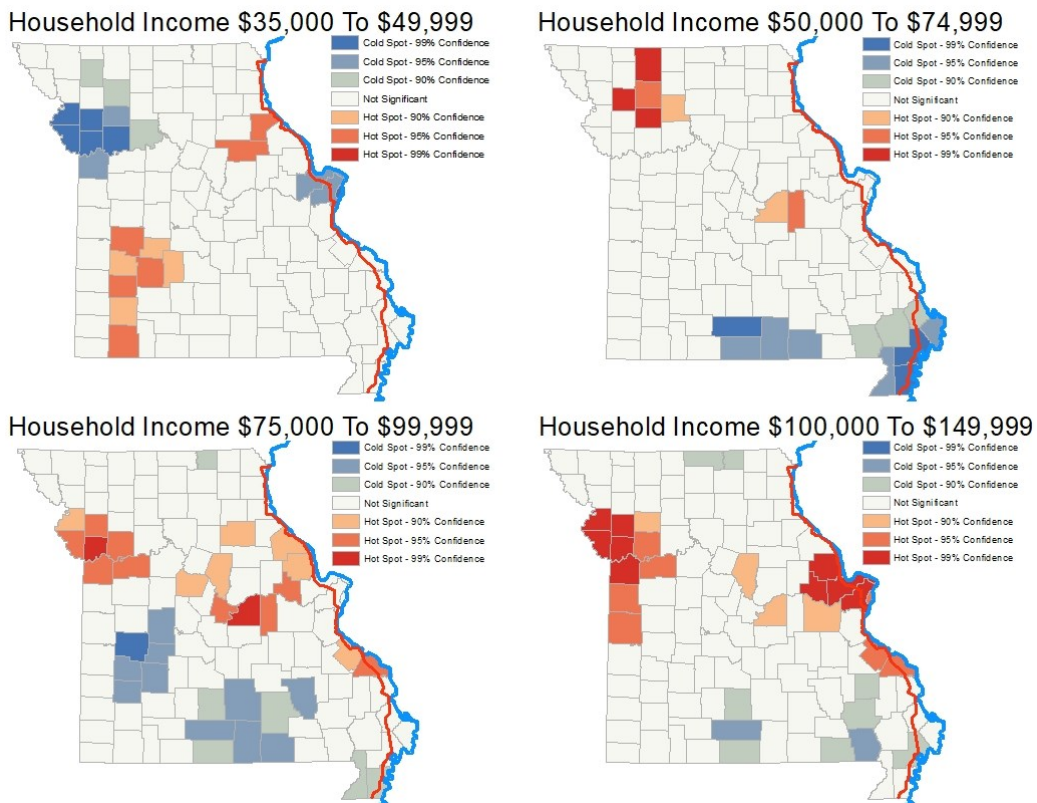 Household Income $35,000 To $49,999
Cold Spot - 99% Confidence
Cold Spot - 95% Confidence
Cold Spot - 90% Confidence
Not Significant
Hot Spot - 90% Confidence
Hot Spot - 95% Confidence
Hot Spot - 99% Confidence
Household Income $50,000 To $74,999
Cold Spot - 99% Confidence
Cold Spot - 95% Confidence
Cold Spot - 90% Confidence
Not Significant
Hot Spot - 90% Confidence
Hot Spot - 95% Confidence
Hot Spot - 99% Confidence
Household Income $75,000 To $99,999
Cold Spot - 99% Confidence
Cold Spot - 95% Confidence
Cold Spot - 90% Confidence
Not Significant
Hot Spot - 90% Confidence
Hot Spot - 95% Confidence
Hot Spot - 99% Confidence
Household Income $100,000 To $149,999
Cold Spot - 99% Confidence
Cold Spot - 95% Confidence
Cold Spot - 90% Confidence
Not Significant
Hot Spot - 90% Confidence
Hot Spot - 95% Confidence
Hot Spot - 99% Confidence